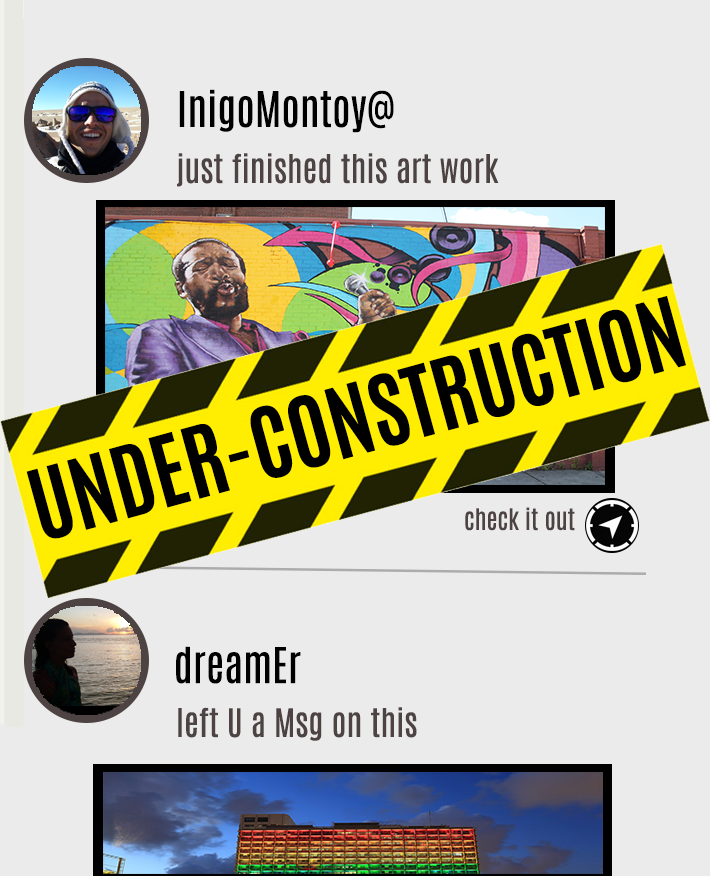 InigoMontoy@
just finished this art work
UNDER-CONSTRUCTION
check it out
dreamEr
left U a Msg on this